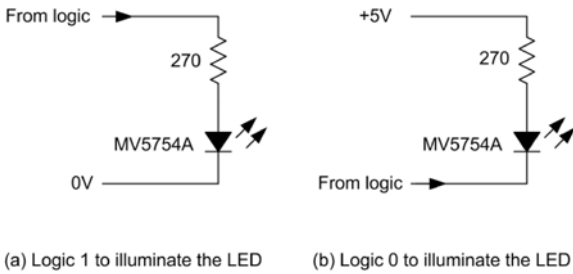 From logic
270
MV5754A
0V
(a) Logic 1 to illuminate the LED
+5V
270
MV5754A
From logic
(b) Logic 0 to illuminate the LED